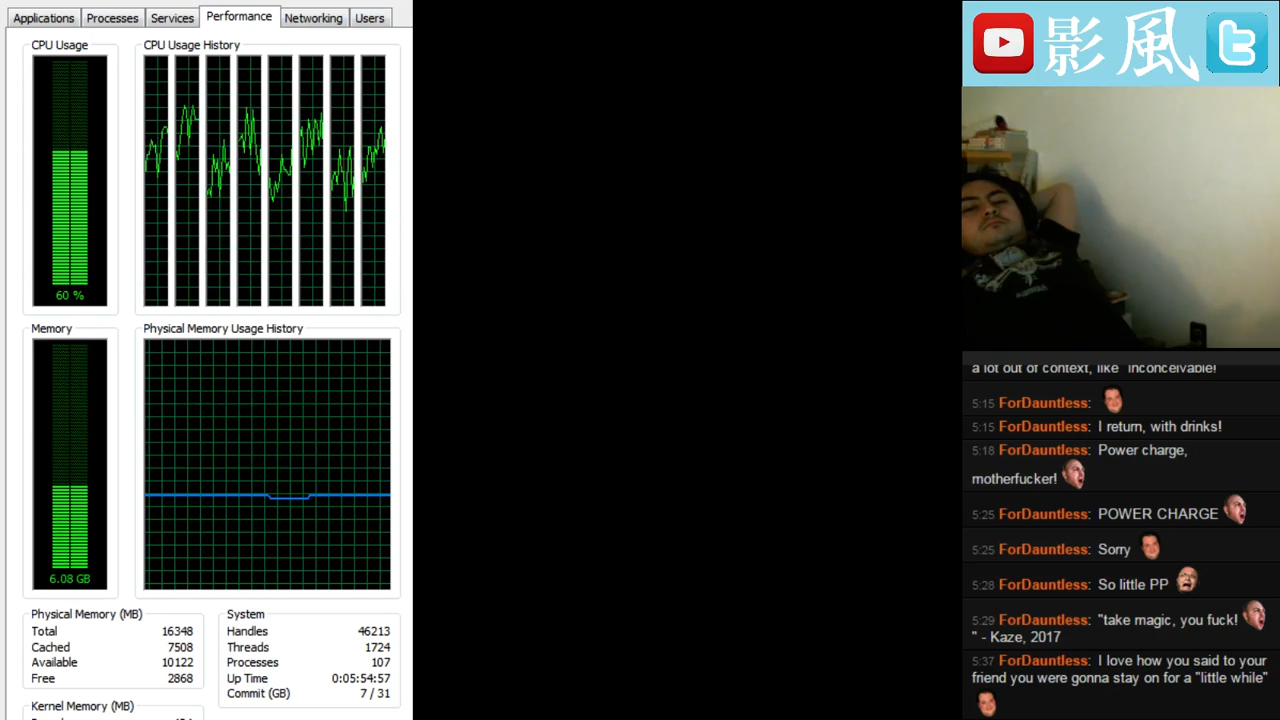 Applications Processes Services Performance Networking Users
CPU Usage
CPU Usage History
60 %
Memory
Physical Memory Usage History
6.08 GB
Physical Memory (MB)
Total 16348
Cached 7508
Available 10122
Free 2868
System
Handles 46213
Threads 1724
Processes 107
Up Time 0:05:54:57
Commit (GB) 7 / 31
Kernel Memory (MB)
影風
a lot out of context, like "inconceivable!
5:15 ForDauntless:
5:15 ForDauntless: I return, with drinks!
5:18 ForDauntless: Power charge,
motherfucker!
5:25 ForDauntless: POWER CHARGE
5:25 ForDauntless: Sorry
5:28 ForDauntless: So little PP
5:29 ForDauntless: "take magic, you fuck!
" - Kaze, 2017
5:37 ForDauntless: I love how you said to your
friend you were gonna stay on for a "little while"